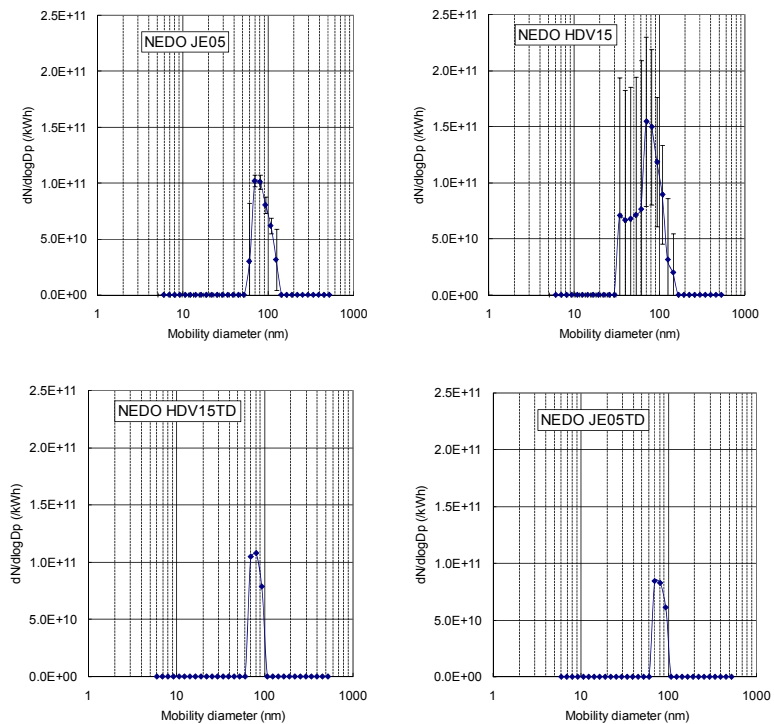 NEDO JE05
2.5E+11
2.0E+11
1.5E+11
1.0E+11
5.0E+10
0.0E+00
dN/dlogDp (/kWh)
1 10 100 1000
Mobility diameter (nm)
NEDO HDV15
2.5E+11
2.0E+11
1.5E+11
1.0E+11
5.0E+10
0.0E+00
dN/dlogDp (/kWh)
1 10 100 1000
Mobility diameter (nm)
NEDO HDV15TD
2.5E+11
2.0E+11
1.5E+11
1.0E+11
5.0E+10
0.0E+00
dN/dlogDp (/kWh)
1 10 100 1000
Mobility diameter (nm)
NEDO JE05TD
2.5E+11
2.0E+11
1.5E+11
1.0E+11
5.0E+10
0.0E+00
dN/dlogDp (/kWh)
1 10 100 1000
Mobility diameter (nm)